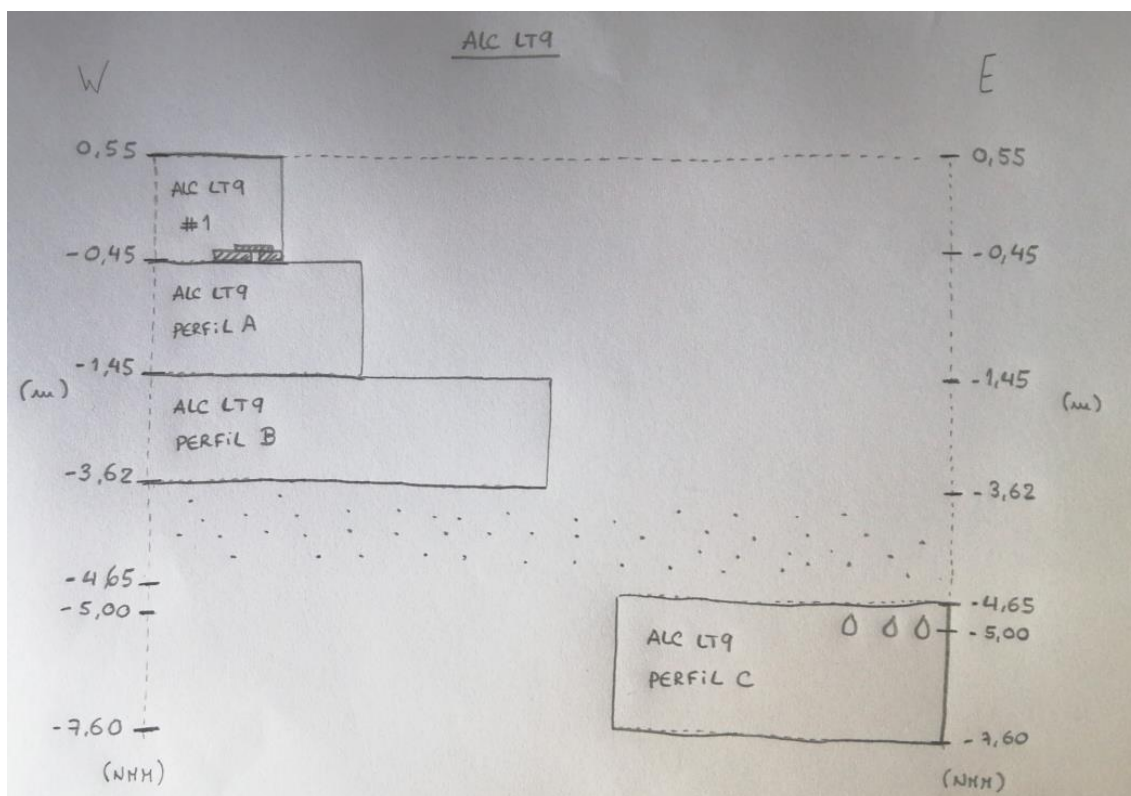 ALC LT9
W
E
0,55
0,55
ALC LT9
#1
-0,45
-0,45
ALC LT9
PERFIL A
-1,45
-1,45
(m)
(m)
ALC LT9
PERFIL B
-3,62
-3,62
-4,65
-4,65
-5,00
-5,00
ALC LT9
PERFIL C
-7,60
-7,60
(NMM)
(NMM)